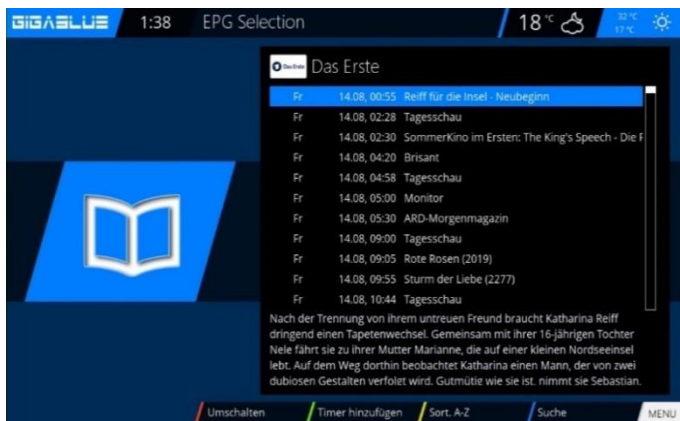 GIGABLUE 1:38 EPG Selection 18 °C 32 °C
17 °C
Das Erste Das Erste
Fr 14.08, 00:55 Reiff für die Insel - Neubeginn
Fr 14.08, 02:28 Tagesschau
Fr 14.08, 02:30 SommerKino im Ersten: The King's Speech - Die
Fr 14.08, 04:20 Brisant
Fr 14.08, 04:58 Tagesschau
Fr 14.08, 05:00 Monitor
Fr 14.08, 05:30 ARD-Morgenmagazin
Fr 14.08, 09:00 Tagesschau
Fr 14.08, 09:05 Rote Rosen (2019)
Fr 14.08, 09:55 Sturm der Liebe (2277)
Fr 14.08, 10:44 Tagesschau
Nach der Trennung von ihrem untreuen Freund braucht Katharina Reiff
dringend einen Tapetenwechsel. Gemeinsam mit ihrer 16-jährigen Tochter
Nele fährt sie zu ihrer Mutter Marianne, die auf einer kleinen Nordseeinsel
lebt. Auf dem Weg dorthin beobachtet Katharina einen Mann, der von zwei
dubiosen Gestalten verfolgt wird. Gutmütig wie sie ist, nimmt sie Sebastian,
Umschalten Timer hinzufügen Sort. A-Z Suche MENU